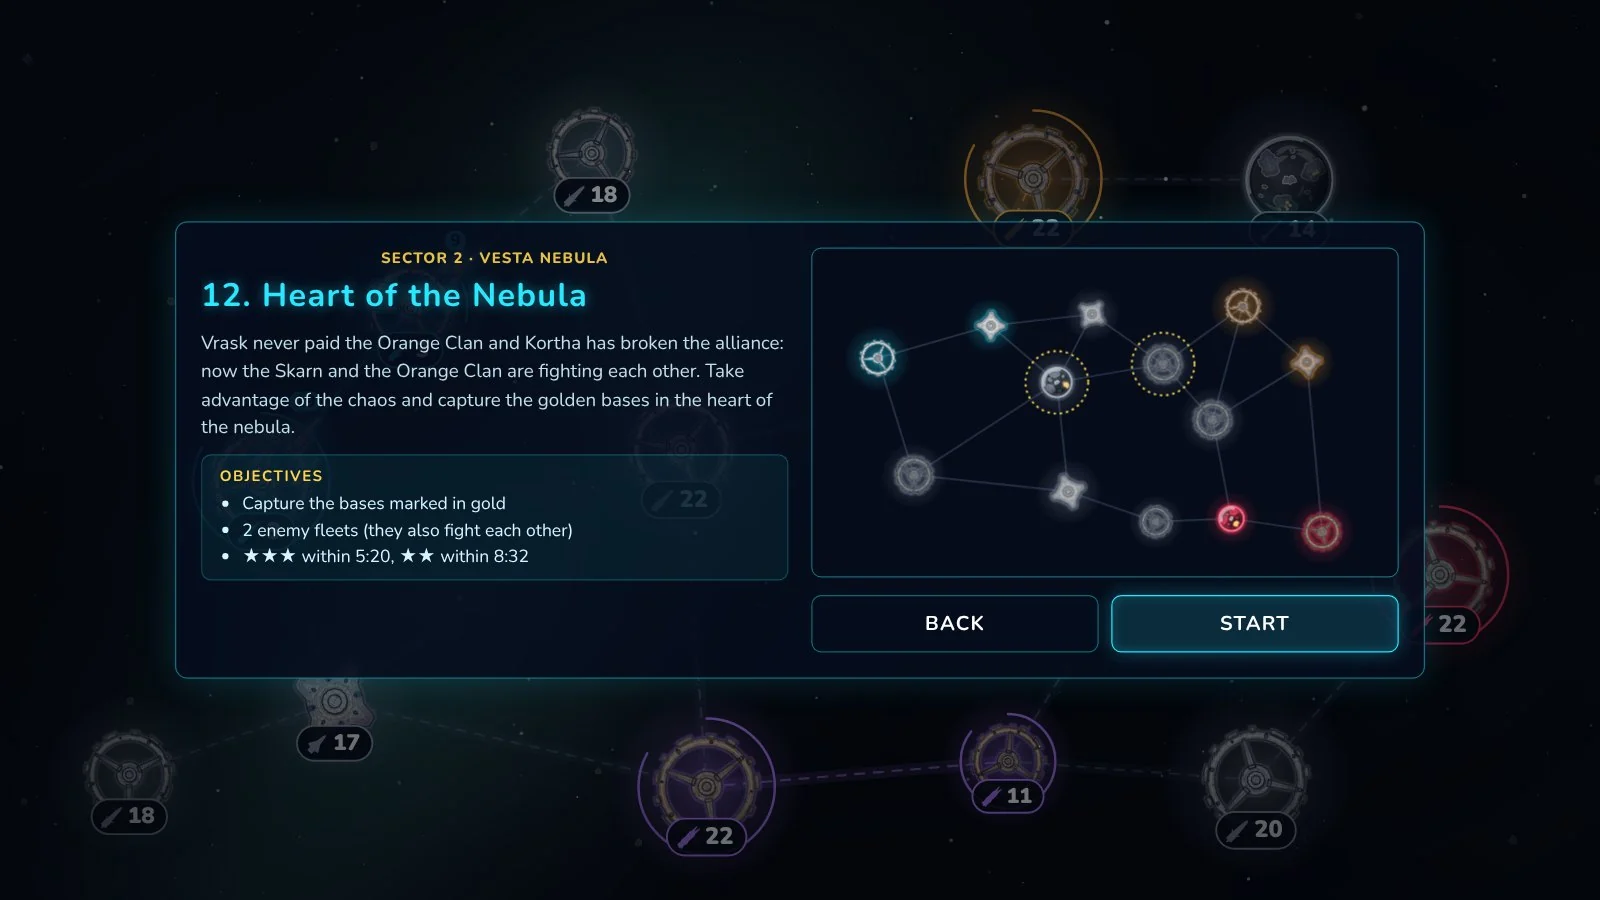 18
22
14
SECTOR 2 · VESTA NEBULA
12. Heart of the Nebula
Vrask never paid the Orange Clan and Kortha has broken the alliance:
now the Skarn and the Orange Clan are fighting each other. Take
advantage of the chaos and capture the golden bases in the heart of
the nebula.
OBJECTIVES
• Capture the bases marked in gold
• 2 enemy fleets (they also fight each other)
• ★★★ within 5:20, ★★ within 8:32
22
BACK
START
22
17
18
22
11
20